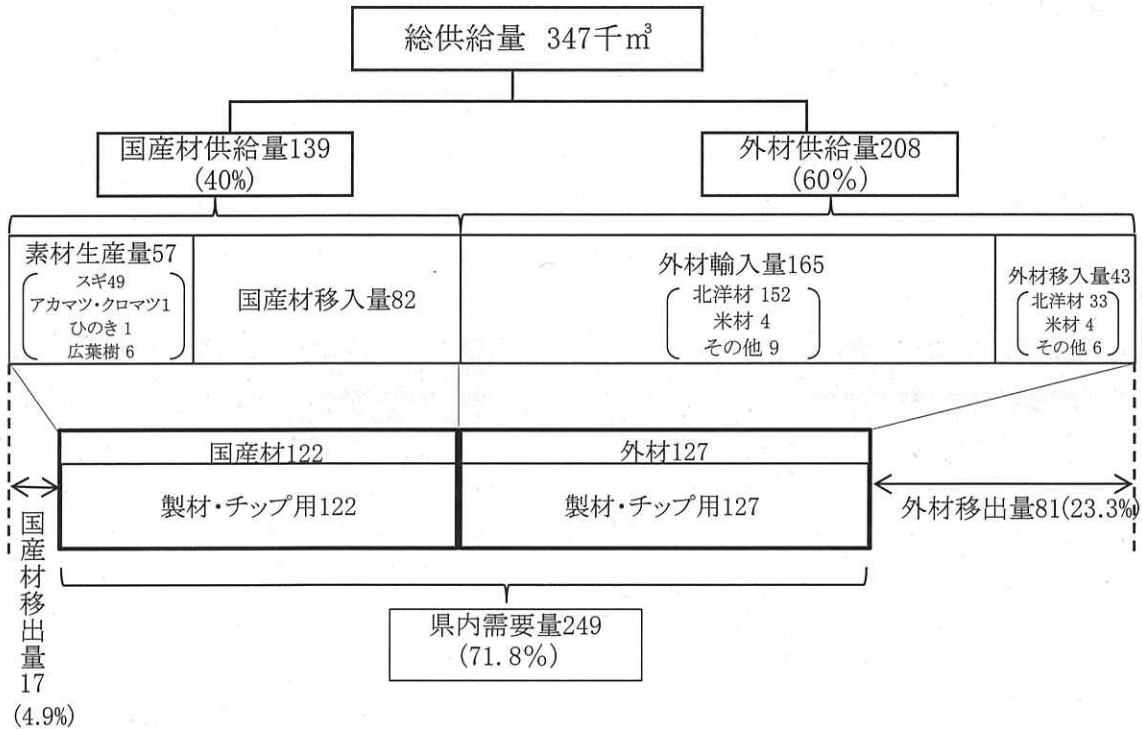 総供給量 347千㎥
国産材供給量139
(40%)
外材供給量208
(60%)
素材生産量57
スギ49
アカマツ・クロマツ1
ひのき 1
広葉樹 6
国産材移入量82
外材輸入量165
北洋材 152
米材 4
その他 9
外材移入量43
北洋材 33
米材 4
その他 6
国産材122
外材127
製材・チップ用122
製材・チップ用127
外材移出量81(23.3%)
国産材移出量
17
(4.9%)
県内需要量249
(71.8%)